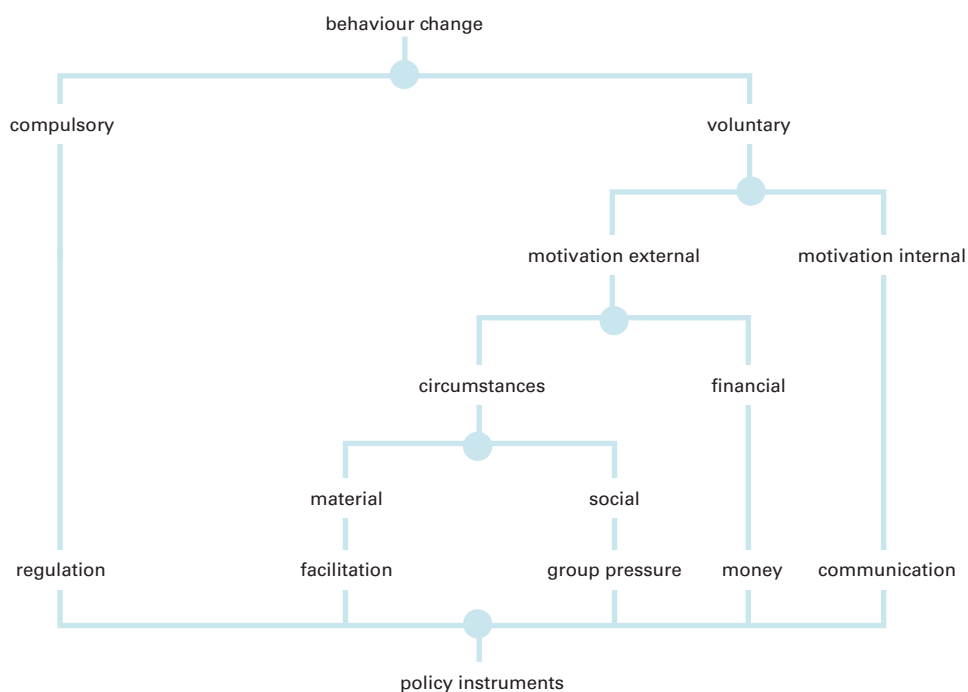 behaviour change
compulsory
voluntary
motivation external
motivation internal
circumstances
financial
material
social
regulation
facilitation
group pressure
money
communication
policy instruments